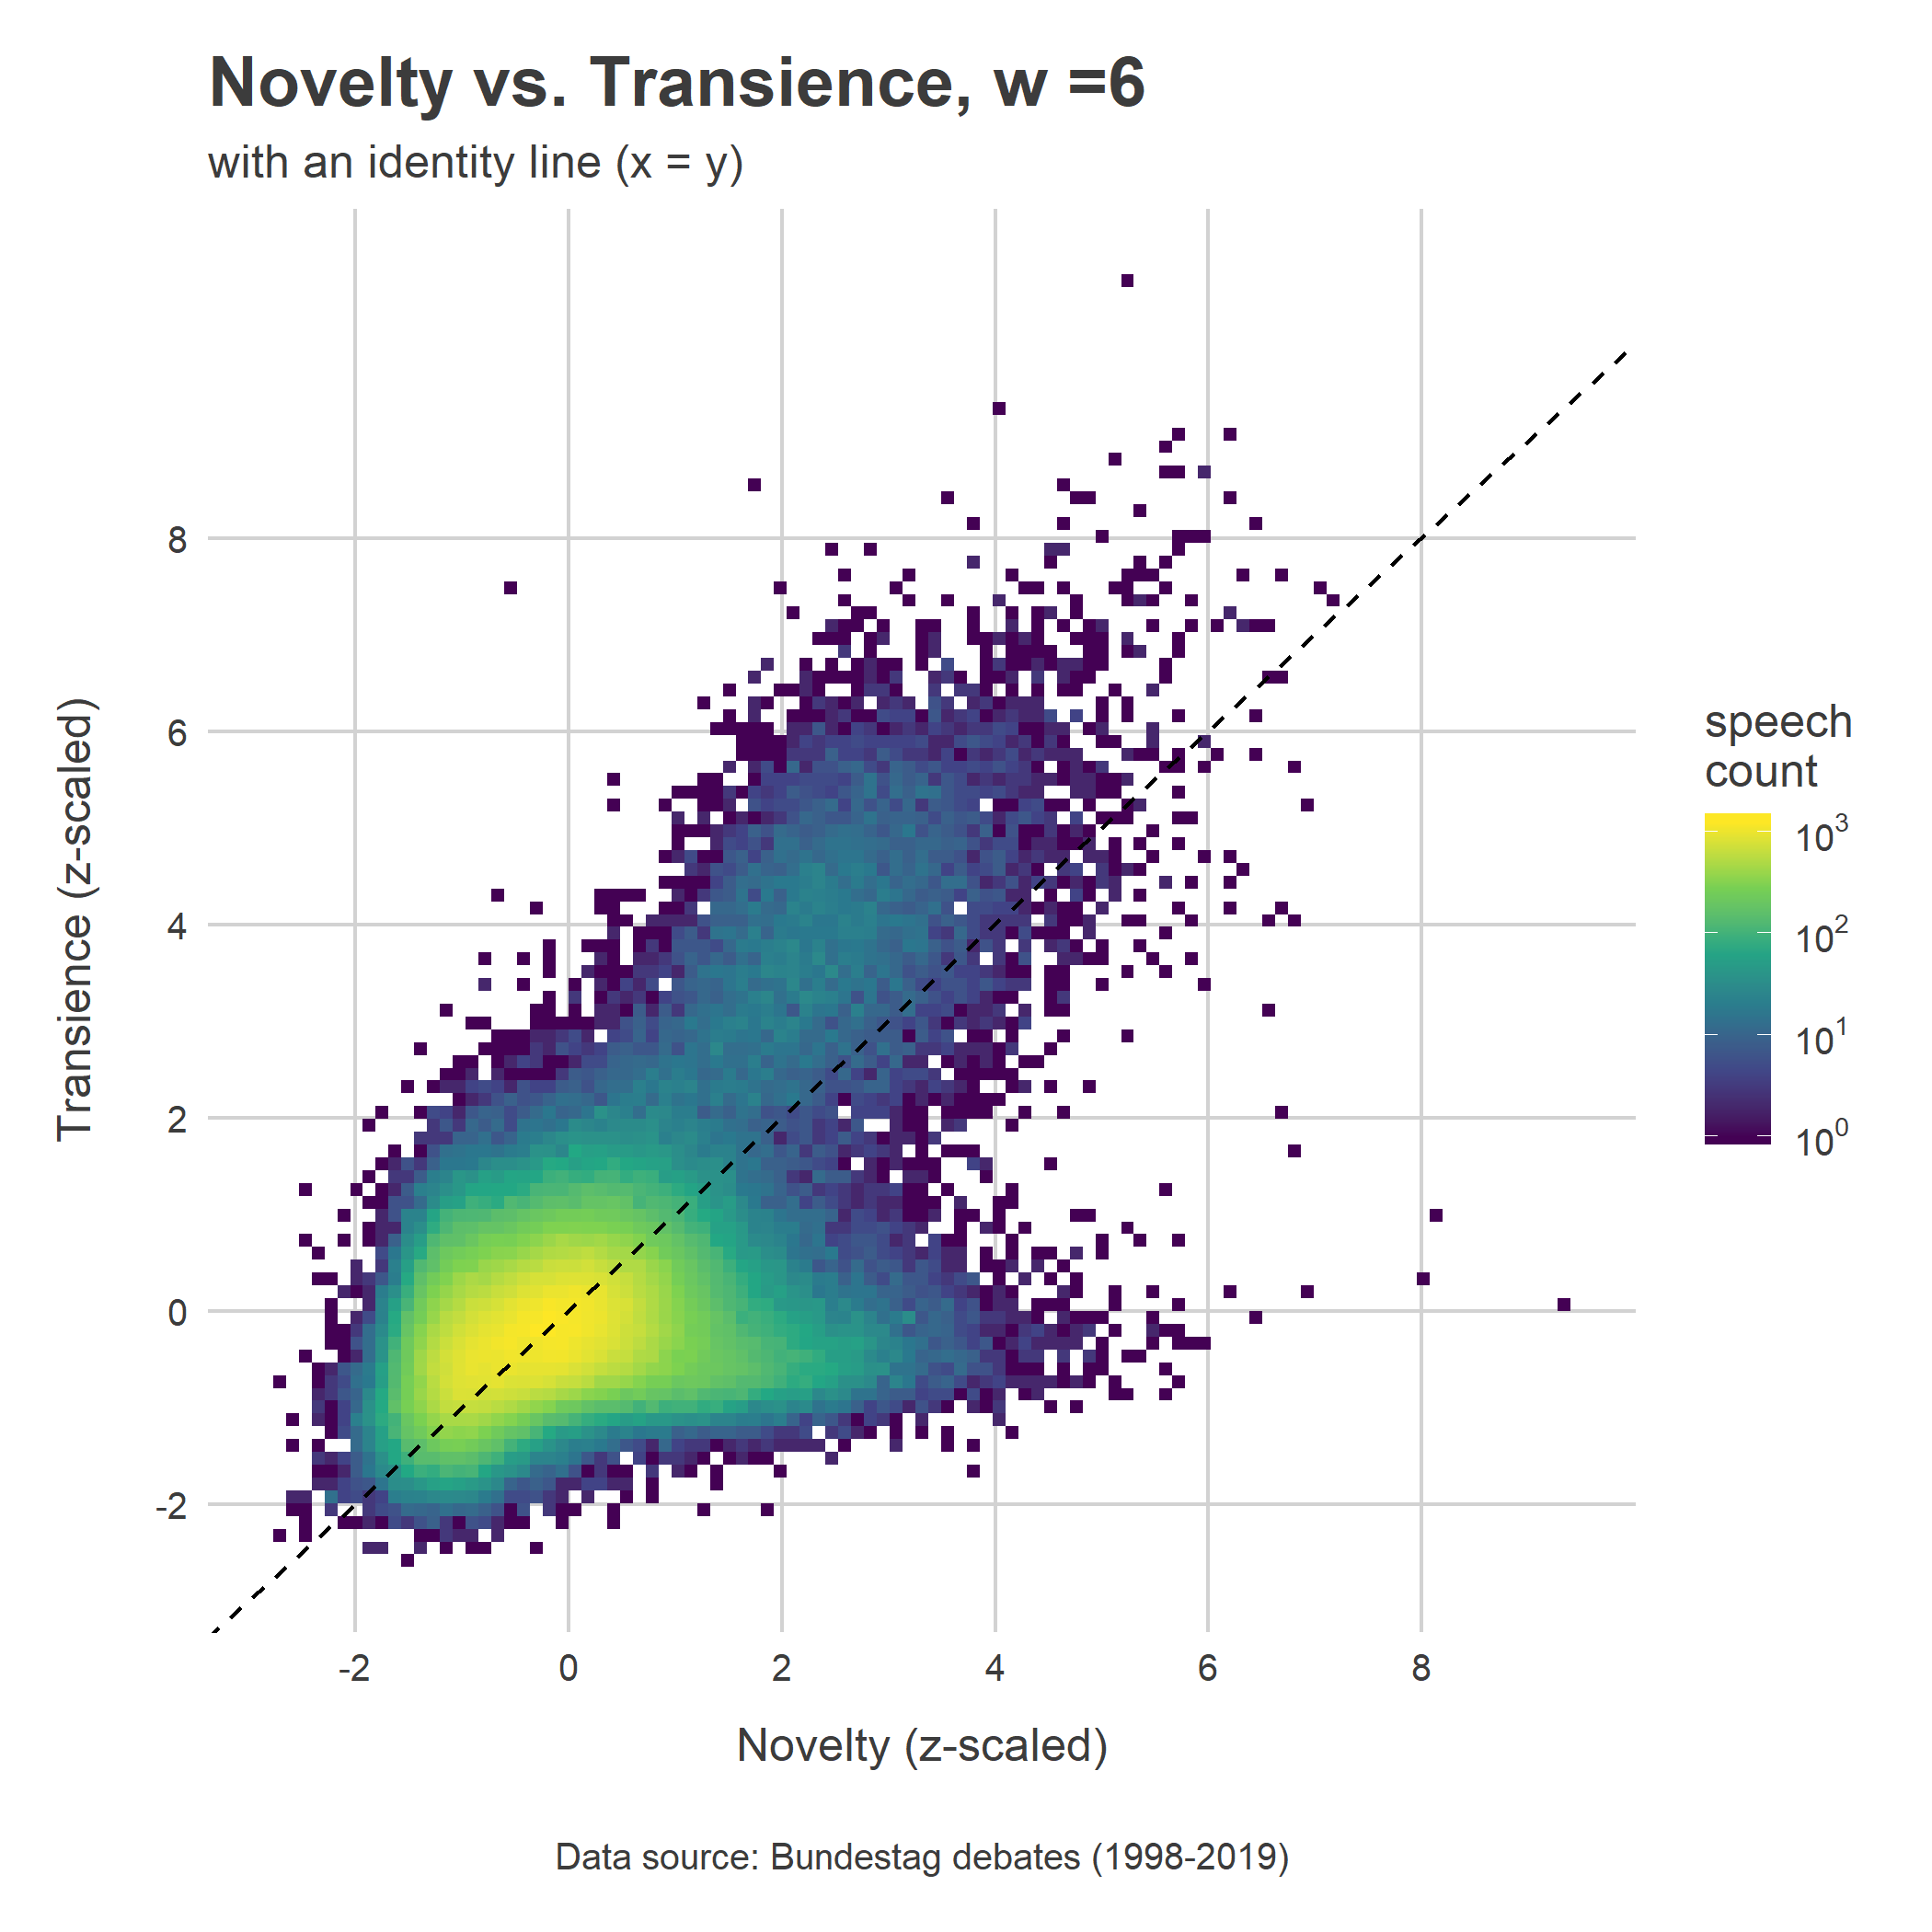 Novelty vs. Transience, w =6
with an identity line (x = y)
Transience (z-scaled)
8
6
4
2
0
-2
-2 0 2 4 6 8
Novelty (z-scaled)
speech
count
10³
10²
10¹
10⁰
Data source: Bundestag debates (1998-2019)